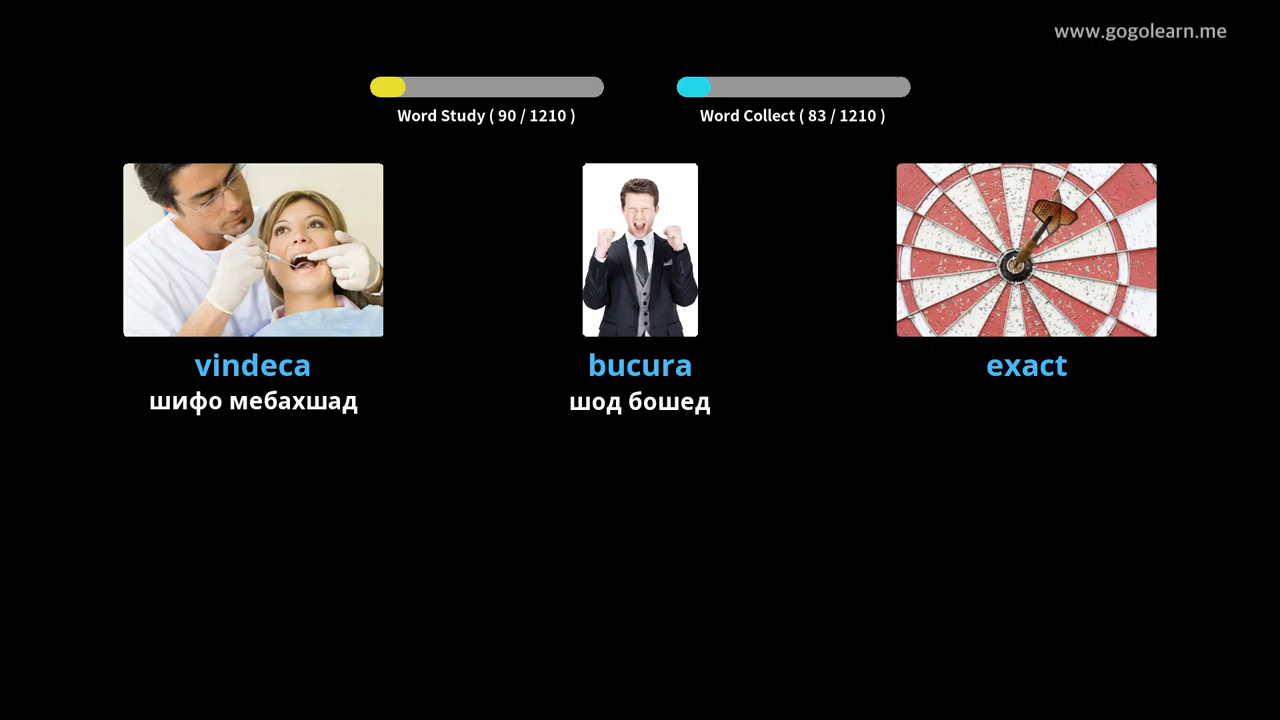 www.gogolearn.me
Word Study ( 90 / 1210 )
Word Collect ( 83 / 1210 )
vindeca
шифо мебахшад
bucura
шод бошед
exact